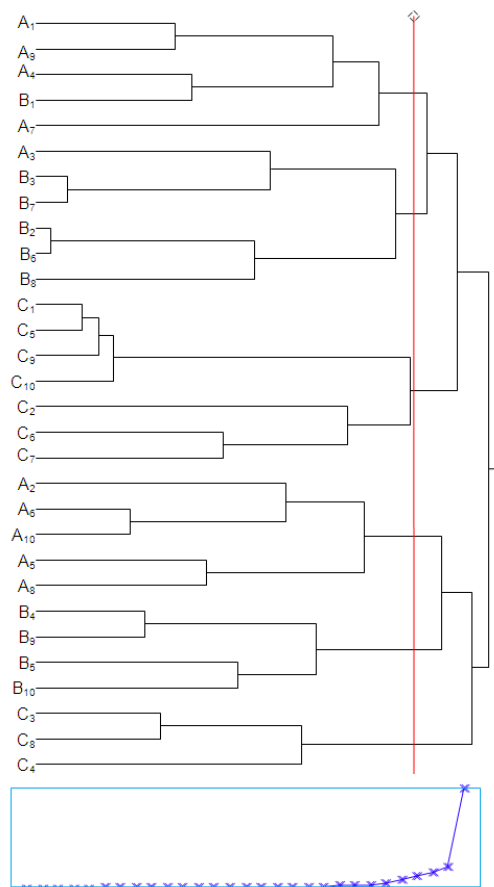 A₁
A₉
A₄
B₁
A₇
A₃
B₃
B₇
B₂
B₆
B₈
C₁
C₅
C₉
C₁₀
C₂
C₆
C₇
A₂
A₆
A₁₀
A₅
A₈
B₄
B₉
B₅
B₁₀
C₃
C₈
C₄